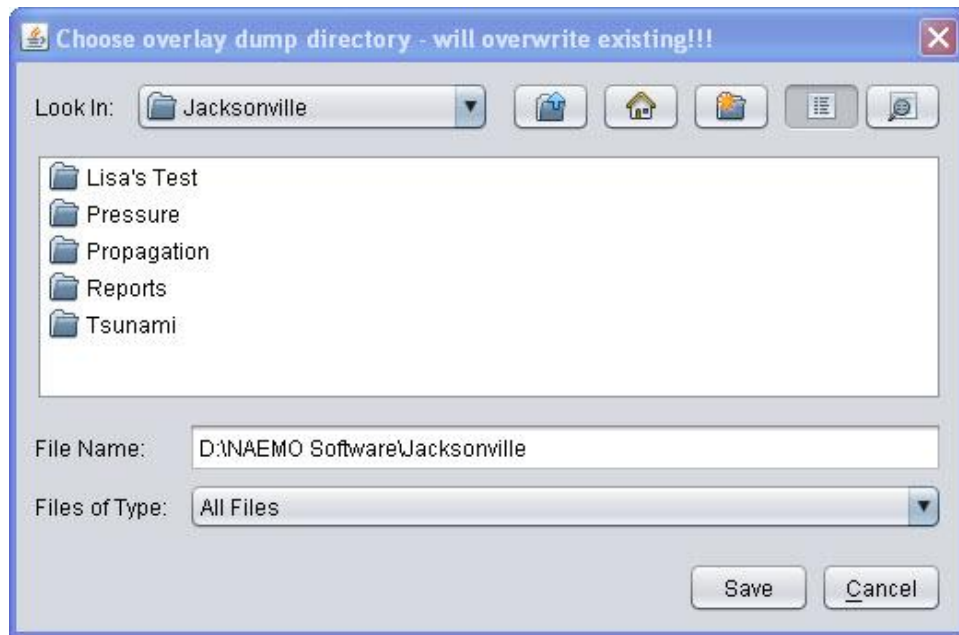 Choose overlay dump directory - will overwrite existing!!!
Look In: Jacksonville
Lisa's Test
Pressure
Propagation
Reports
Tsunami
File Name: D:\NAEMO Software\Jacksonville
Files of Type: All Files
Save Cancel